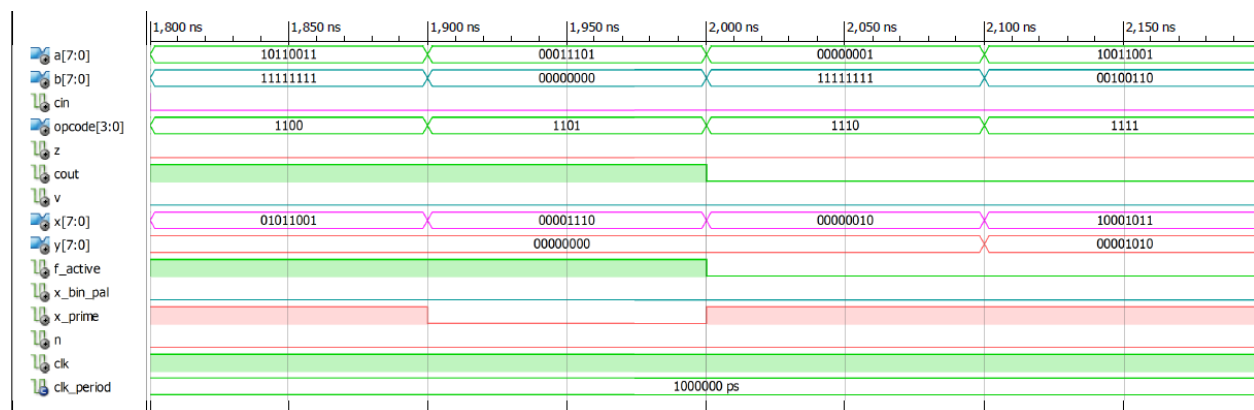 1,800 ns 1,850 ns 1,900 ns 1,950 ns 2,000 ns 2,050 ns 2,100 ns 2,150 ns
a[7:0] 10110011 00011101 00000001 10011001
b[7:0] 11111111 00000000 11111111 00100110
cin
opcode[3:0] 1100 1101 1110 1111
z
cout
v
x[7:0] 01011001 00001110 00000010 10001011
y[7:0] 00000000 00001010
f_active
x_bin_pal
x_prime
n
clk
clk_period 1000000 ps